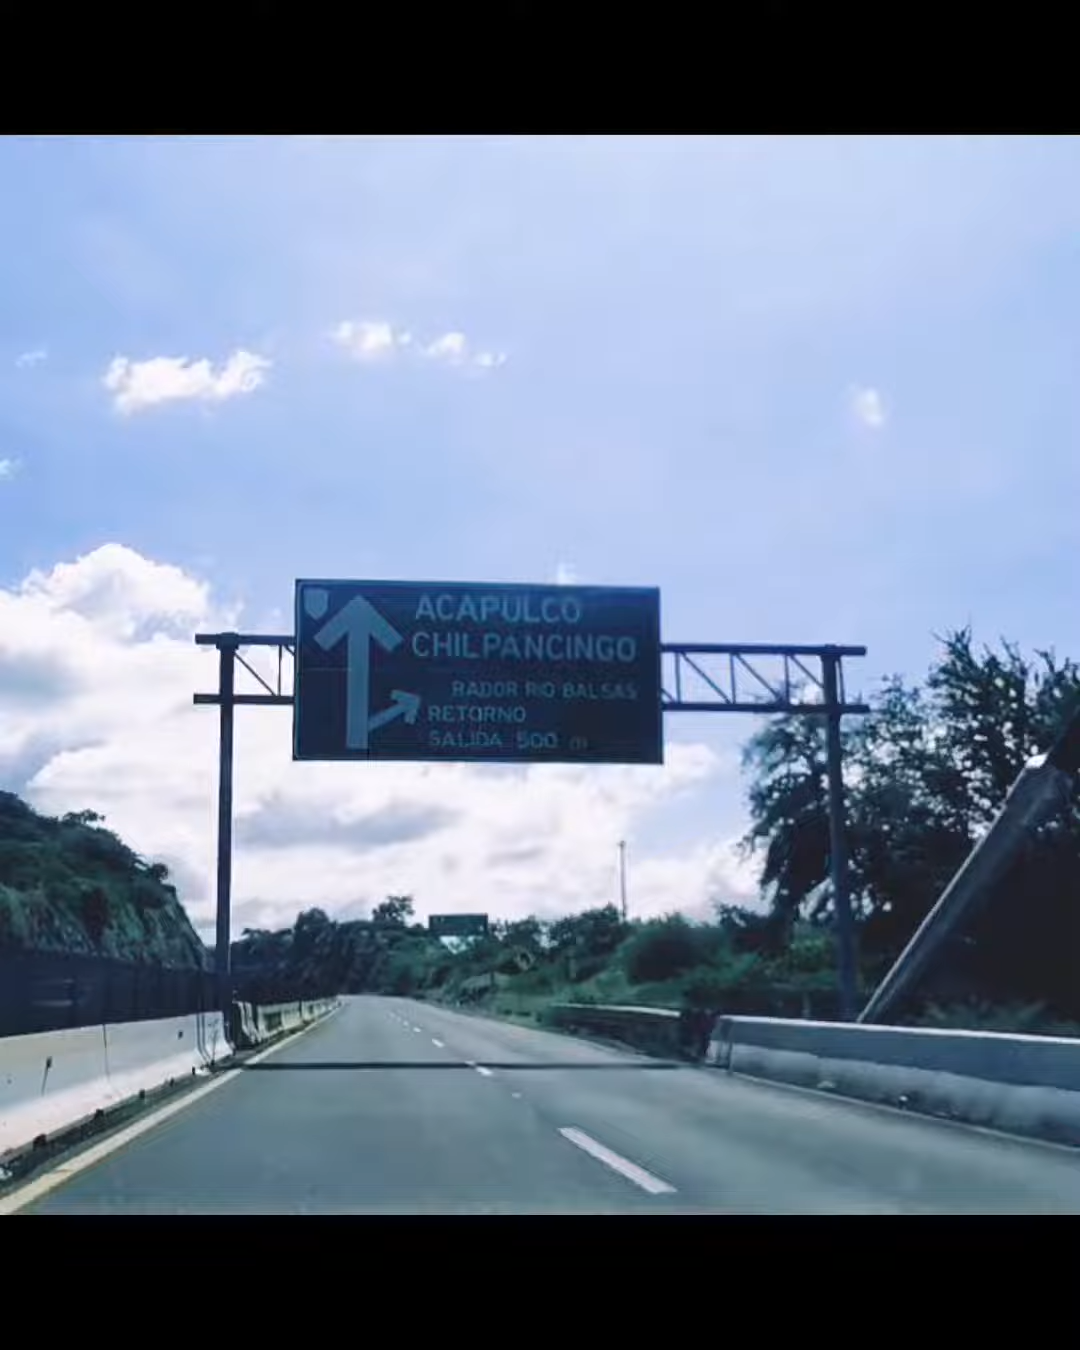 ACAPULCO
CHILPANCINGO
RADOR RIO BALSAS
RETORNO
SALIDA 500 m